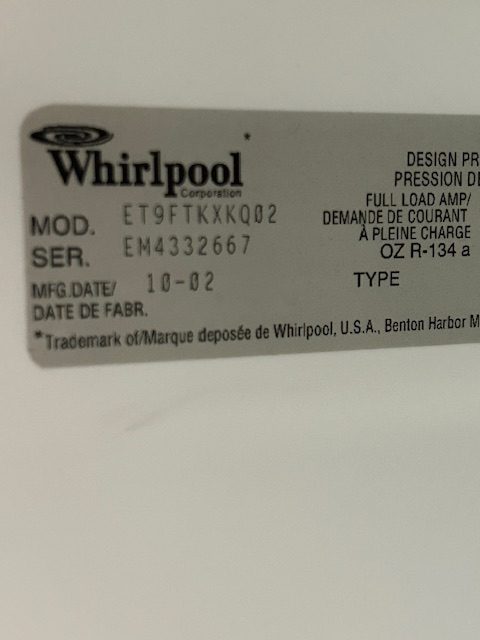 Whirlpool*
Corporation
MOD. ET9FTKXKQ02
SER. EM4332667
MFG.DATE/ 10-02
DATE DE FABR.
DESIGN PR
PRESSION DE
FULL LOAD AMP/
DEMANDE DE COURANT
À PLEINE CHARGE
OZ R-134 a
TYPE
*Trademark of/Marque deposée de Whirlpool, U.S.A., Benton Harbor M